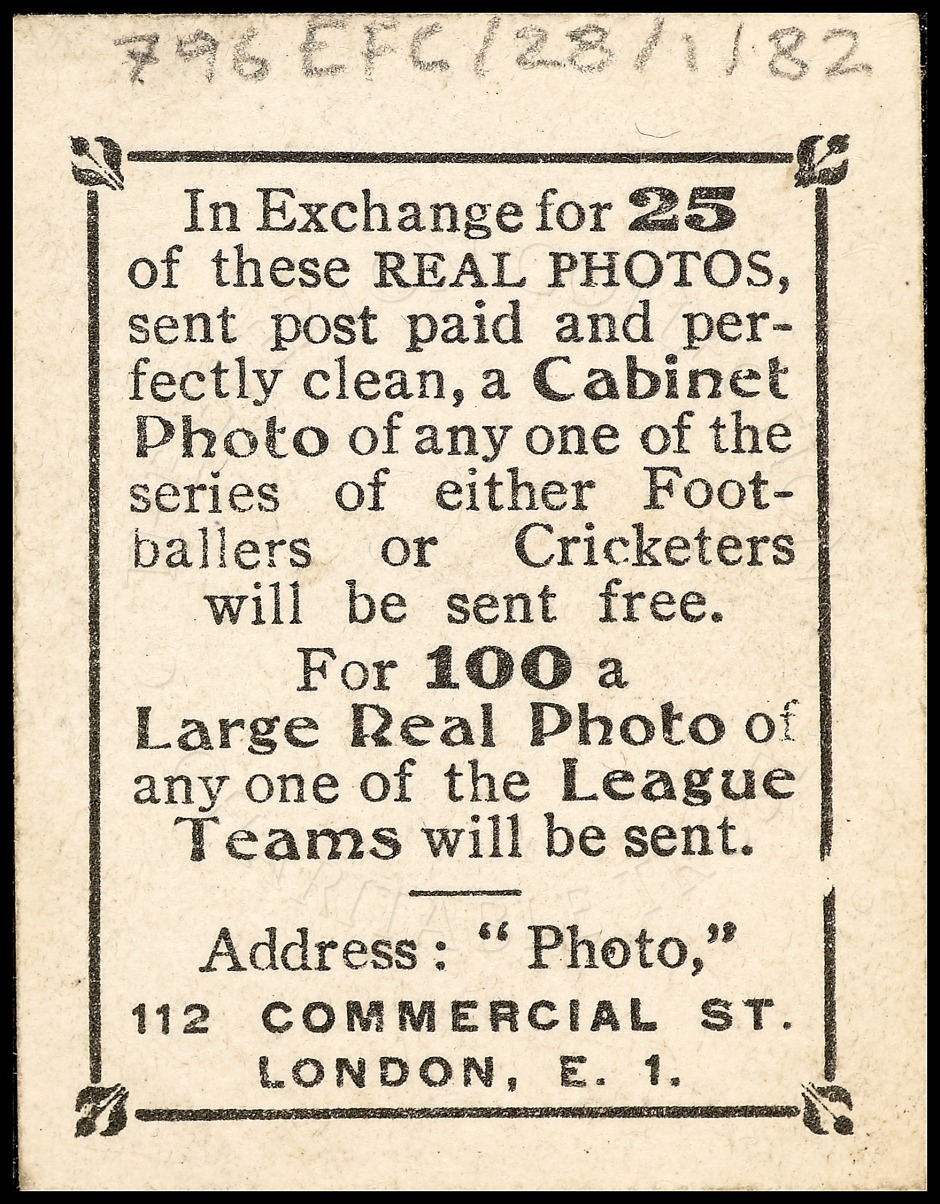 796 EFC/28/1/82
In Exchange for 25
of these REAL PHOTOS,
sent post paid and per-
fectly clean, a Cabinet
Photo of any one of the
series of either Foot-
ballers or Cricketers
will be sent free.
For 100 a
Large Real Photo of
any one of the League
Teams will be sent.
Address: “Photo,”
112 COMMERCIAL ST.
LONDON, E. 1.